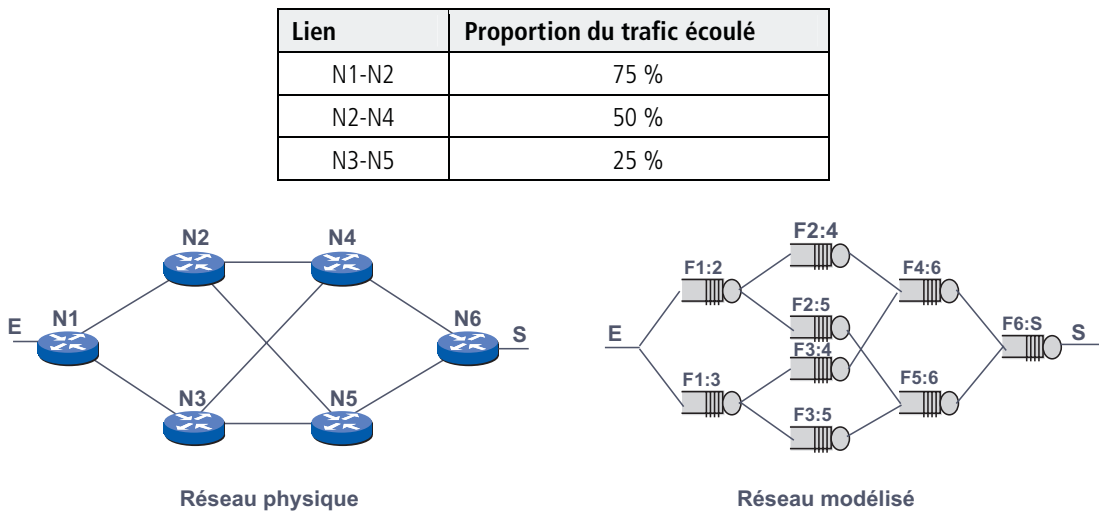 Lien Proportion du trafic écoulé
N1-N2 75 %
N2-N4 50 %
N3-N5 25 %
N2 N4
E N1 N6 S
N3 N5
Réseau physique
F2:4
F1:2 F4:6
F2:5
E F6:S S
F3:4
F1:3 F5:6
F3:5
Réseau modélisé